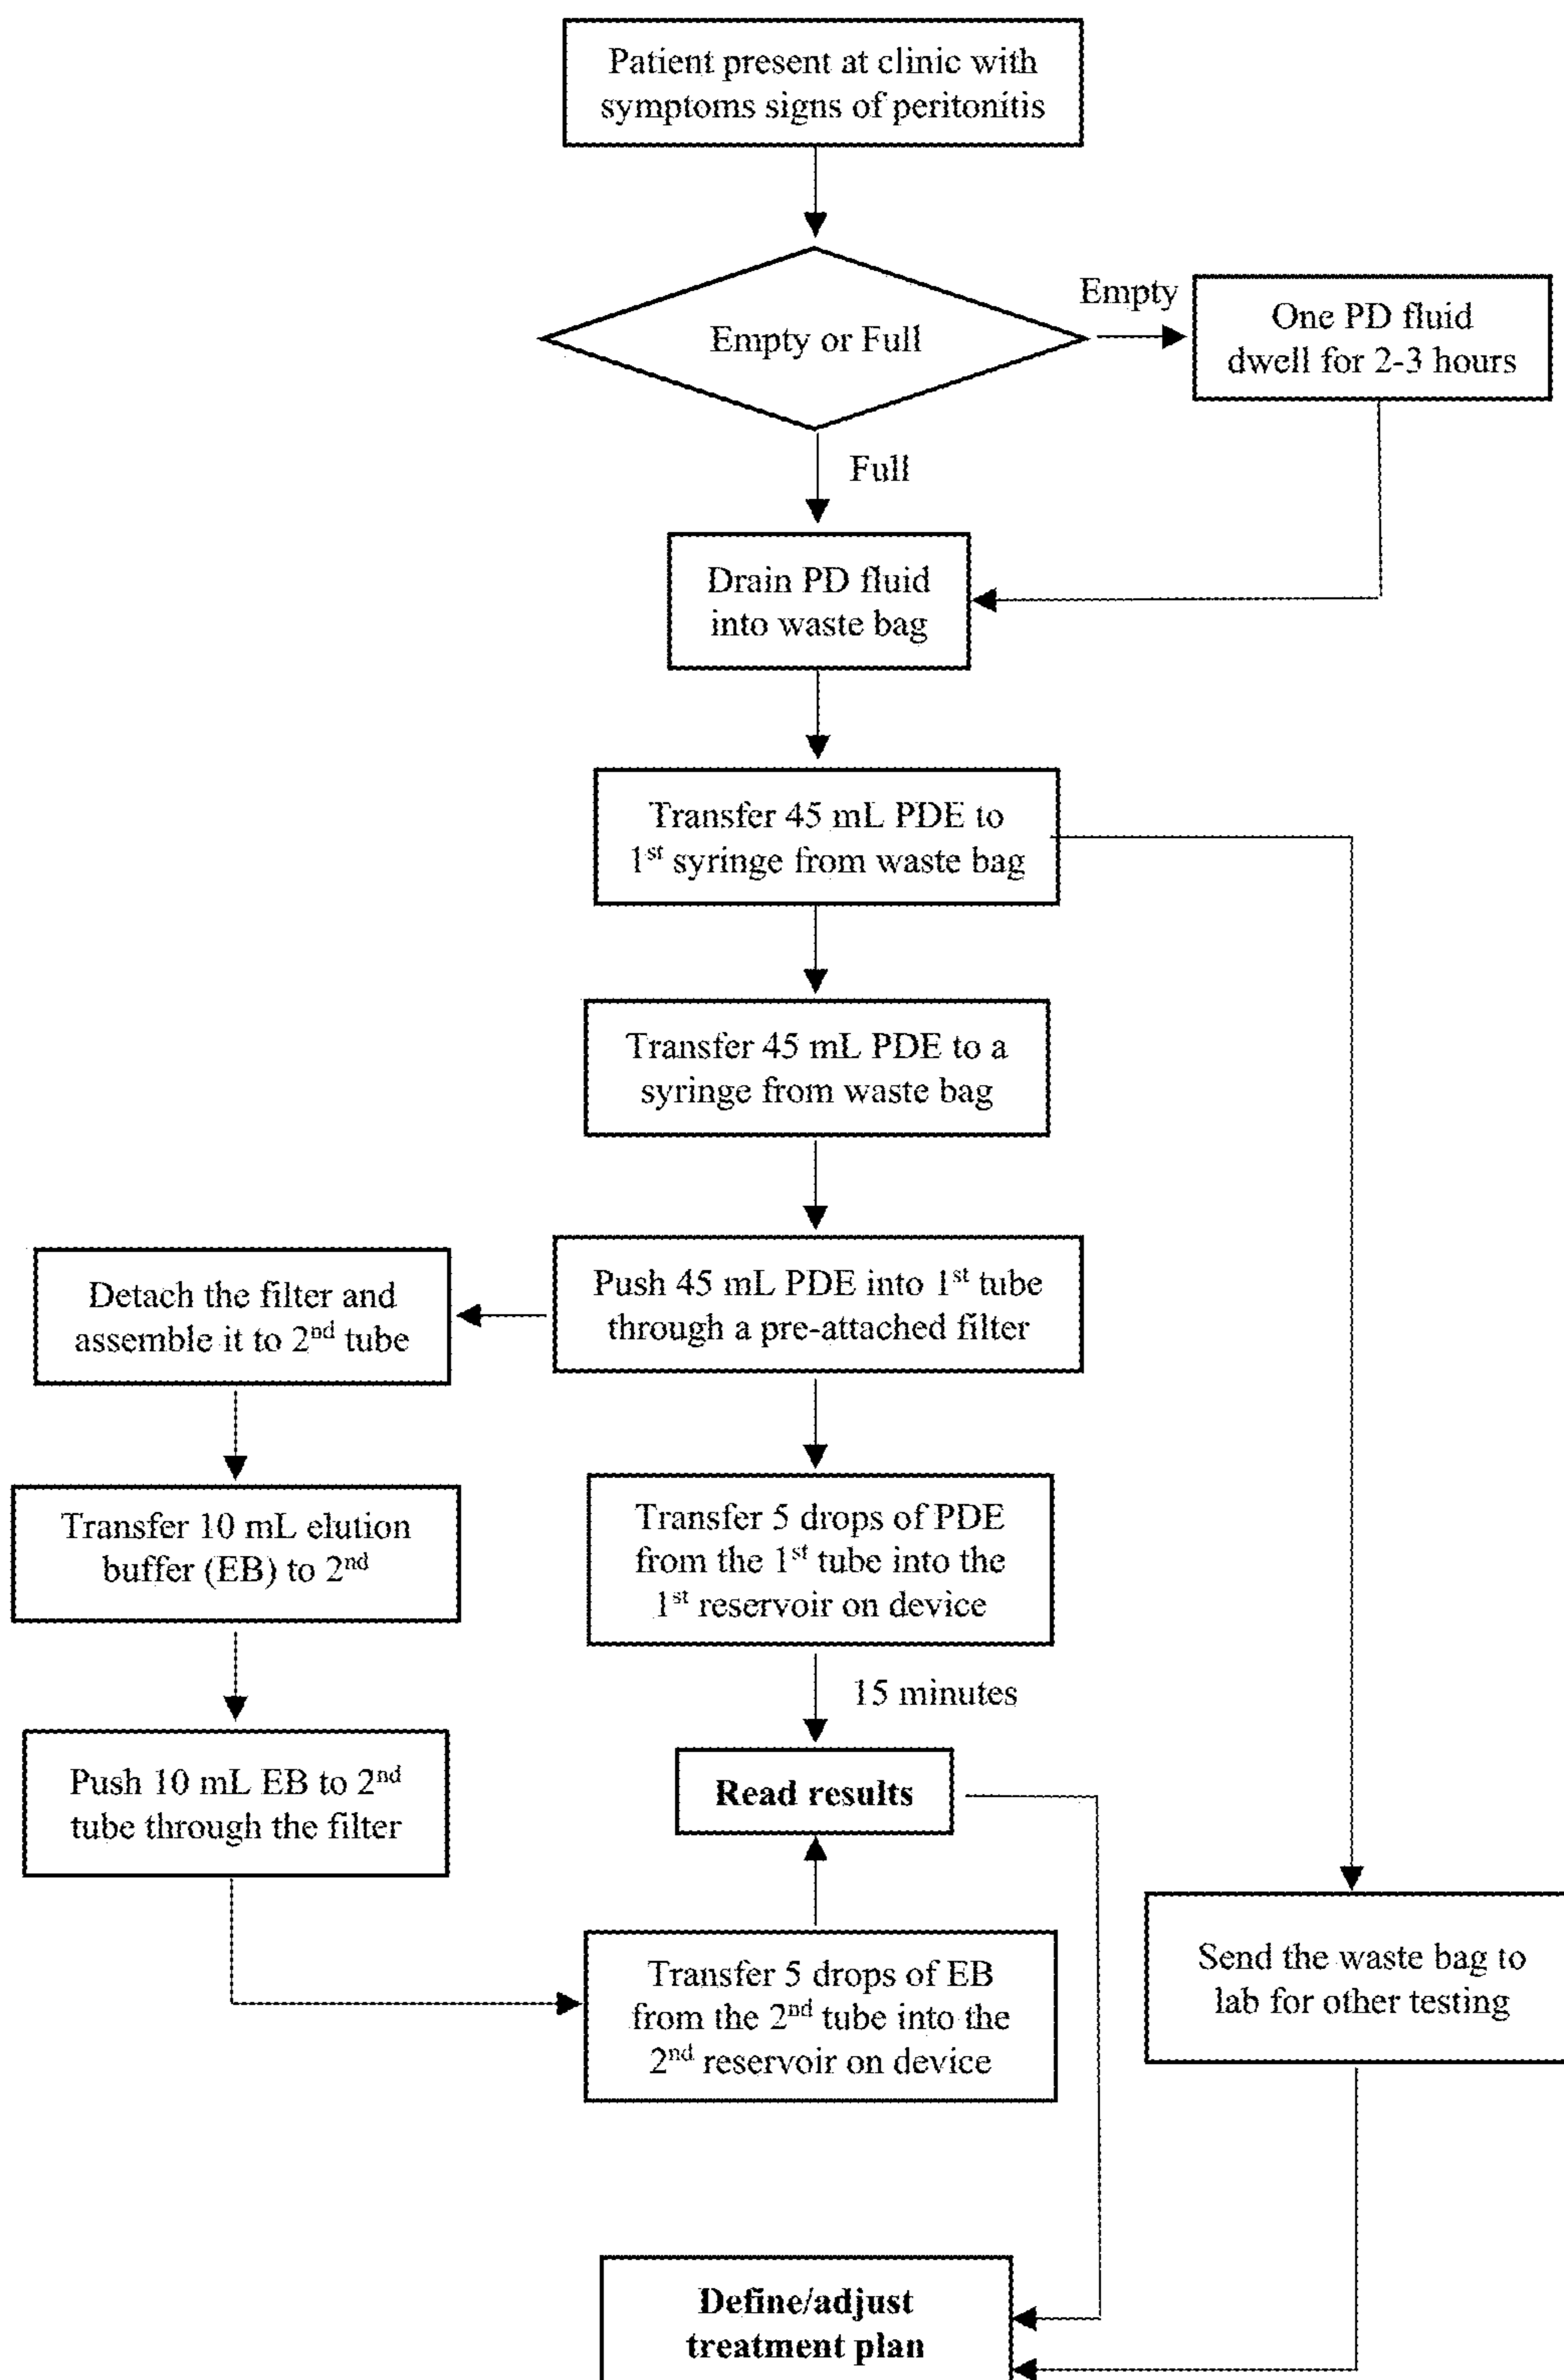 Patient present at clinic with
symptoms signs of peritonitis
Empty or Full
Empty
One PD fluid
dwell for 2-3 hours
Full
Drain PD fluid
into waste bag
Transfer 45 mL PDE to
1st syringe from waste bag
Transfer 45 mL PDE to a
syringe from waste bag
Push 45 mL PDE into 1st tube
through a pre-attached filter
Detach the filter and
assemble it to 2nd tube
Transfer 10 mL elution
buffer (EB) to 2nd
Push 10 mL EB to 2nd
tube through the filter
Transfer 5 drops of PDE
from the 1st tube into the
1st reservoir on device
15 minutes
Read results
Transfer 5 drops of EB
from the 2nd tube into the
2nd reservoir on device
Send the waste bag to
lab for other testing
Define/adjust
treatment plan